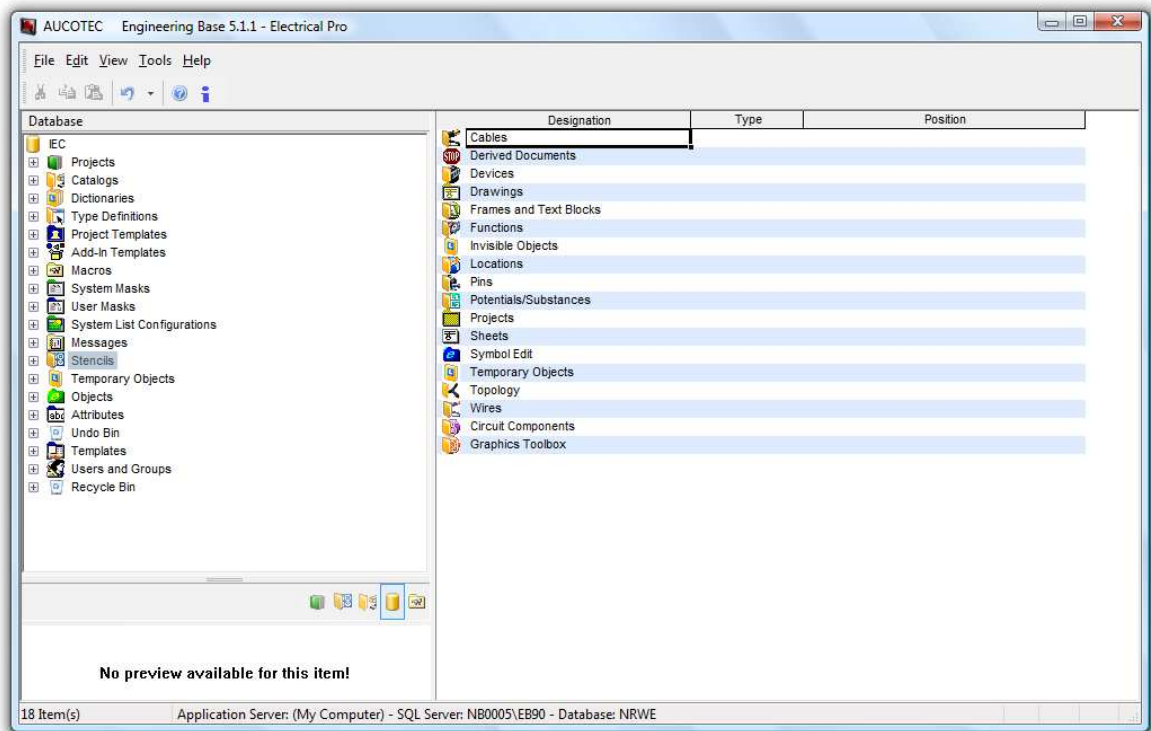 AUCOTEC Engineering Base 5.1.1 - Electrical Pro
File Edit View Tools Help
Database
IEC
Projects
Catalogs
Dictionaries
Type Definitions
Project Templates
Add-In Templates
Macros
System Masks
User Masks
System List Configurations
Messages
Stencils
Temporary Objects
Objects
Attributes
Undo Bin
Templates
Users and Groups
Recycle Bin
No preview available for this item!
Designation Type Position
Cables
STOP Derived Documents
Devices
Drawings
Frames and Text Blocks
Functions
Invisible Objects
Locations
Pins
Potentials/Substances
Projects
Sheets
Symbol Edit
Temporary Objects
Topology
Wires
Circuit Components
Graphics Toolbox
18 Item(s) Application Server: (My Computer) - SQL Server: NB0005\EB90 - Database: NRWE